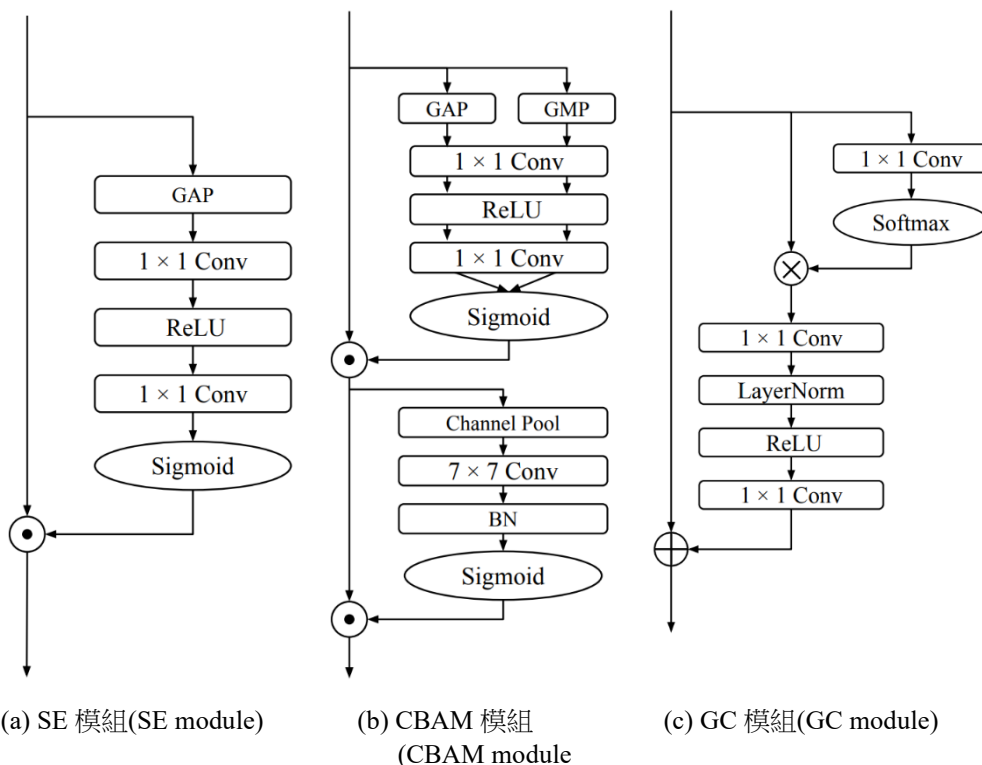 GAP
1 × 1 Conv
ReLU
1 × 1 Conv
Sigmoid
(a) SE 模組(SE module)
GAP GMP
1 × 1 Conv
ReLU
1 × 1 Conv
Sigmoid
Channel Pool
7 × 7 Conv
BN
Sigmoid
(b) CBAM 模組
(CBAM module
1 × 1 Conv
Softmax
1 × 1 Conv
LayerNorm
ReLU
1 × 1 Conv
(c) GC 模組(GC module)